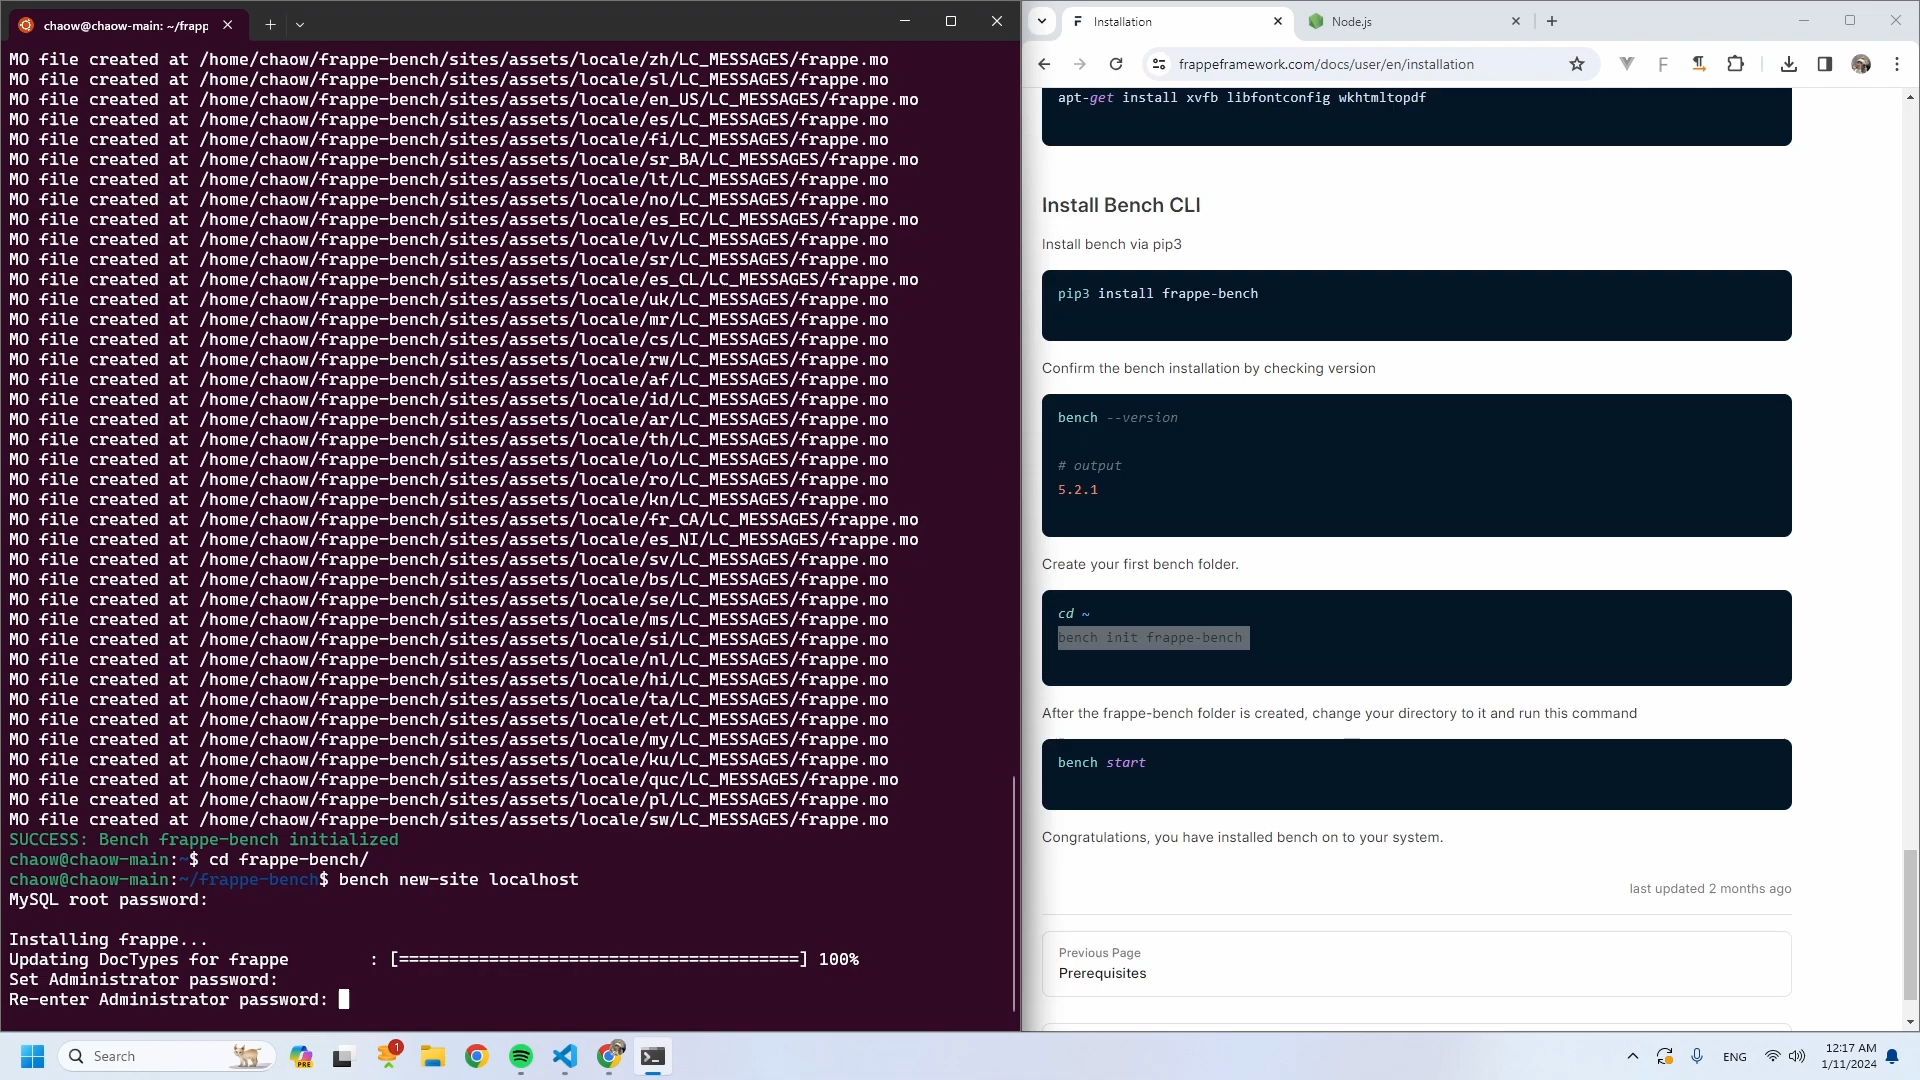 chaow@chaow-main: ~/frapp
MO file created at /home/chaow/frappe-bench/sites/assets/locale/zh/LC_MESSAGES/frappe.mo
MO file created at /home/chaow/frappe-bench/sites/assets/locale/sl/LC_MESSAGES/frappe.mo
MO file created at /home/chaow/frappe-bench/sites/assets/locale/en_US/LC_MESSAGES/frappe.mo
MO file created at /home/chaow/frappe-bench/sites/assets/locale/es/LC_MESSAGES/frappe.mo
MO file created at /home/chaow/frappe-bench/sites/assets/locale/fi/LC_MESSAGES/frappe.mo
MO file created at /home/chaow/frappe-bench/sites/assets/locale/sr_BA/LC_MESSAGES/frappe.mo
MO file created at /home/chaow/frappe-bench/sites/assets/locale/lt/LC_MESSAGES/frappe.mo
MO file created at /home/chaow/frappe-bench/sites/assets/locale/no/LC_MESSAGES/frappe.mo
MO file created at /home/chaow/frappe-bench/sites/assets/locale/es_EC/LC_MESSAGES/frappe.mo
MO file created at /home/chaow/frappe-bench/sites/assets/locale/lv/LC_MESSAGES/frappe.mo
MO file created at /home/chaow/frappe-bench/sites/assets/locale/sr/LC_MESSAGES/frappe.mo
MO file created at /home/chaow/frappe-bench/sites/assets/locale/es_CL/LC_MESSAGES/frappe.mo
MO file created at /home/chaow/frappe-bench/sites/assets/locale/uk/LC_MESSAGES/frappe.mo
MO file created at /home/chaow/frappe-bench/sites/assets/locale/mr/LC_MESSAGES/frappe.mo
MO file created at /home/chaow/frappe-bench/sites/assets/locale/cs/LC_MESSAGES/frappe.mo
MO file created at /home/chaow/frappe-bench/sites/assets/locale/rw/LC_MESSAGES/frappe.mo
MO file created at /home/chaow/frappe-bench/sites/assets/locale/af/LC_MESSAGES/frappe.mo
MO file created at /home/chaow/frappe-bench/sites/assets/locale/id/LC_MESSAGES/frappe.mo
MO file created at /home/chaow/frappe-bench/sites/assets/locale/ar/LC_MESSAGES/frappe.mo
MO file created at /home/chaow/frappe-bench/sites/assets/locale/th/LC_MESSAGES/frappe.mo
MO file created at /home/chaow/frappe-bench/sites/assets/locale/lo/LC_MESSAGES/frappe.mo
MO file created at /home/chaow/frappe-bench/sites/assets/locale/ro/LC_MESSAGES/frappe.mo
MO file created at /home/chaow/frappe-bench/sites/assets/locale/kn/LC_MESSAGES/frappe.mo
MO file created at /home/chaow/frappe-bench/sites/assets/locale/fr_CA/LC_MESSAGES/frappe.mo
MO file created at /home/chaow/frappe-bench/sites/assets/locale/es_NI/LC_MESSAGES/frappe.mo
MO file created at /home/chaow/frappe-bench/sites/assets/locale/sv/LC_MESSAGES/frappe.mo
MO file created at /home/chaow/frappe-bench/sites/assets/locale/bs/LC_MESSAGES/frappe.mo
MO file created at /home/chaow/frappe-bench/sites/assets/locale/se/LC_MESSAGES/frappe.mo
MO file created at /home/chaow/frappe-bench/sites/assets/locale/ms/LC_MESSAGES/frappe.mo
MO file created at /home/chaow/frappe-bench/sites/assets/locale/si/LC_MESSAGES/frappe.mo
MO file created at /home/chaow/frappe-bench/sites/assets/locale/nl/LC_MESSAGES/frappe.mo
MO file created at /home/chaow/frappe-bench/sites/assets/locale/hi/LC_MESSAGES/frappe.mo
MO file created at /home/chaow/frappe-bench/sites/assets/locale/ta/LC_MESSAGES/frappe.mo
MO file created at /home/chaow/frappe-bench/sites/assets/locale/et/LC_MESSAGES/frappe.mo
MO file created at /home/chaow/frappe-bench/sites/assets/locale/my/LC_MESSAGES/frappe.mo
MO file created at /home/chaow/frappe-bench/sites/assets/locale/ku/LC_MESSAGES/frappe.mo
MO file created at /home/chaow/frappe-bench/sites/assets/locale/quc/LC_MESSAGES/frappe.mo
MO file created at /home/chaow/frappe-bench/sites/assets/locale/pl/LC_MESSAGES/frappe.mo
MO file created at /home/chaow/frappe-bench/sites/assets/locale/sw/LC_MESSAGES/frappe.mo
SUCCESS: Bench frappe-bench initialized
chaow@chaow-main:~$ cd frappe-bench/
chaow@chaow-main:~/frappe-bench$ bench new-site localhost
MySQL root password:
Installing frappe...
Updating DocTypes for frappe        : [========================================] 100%
Set Administrator password:
Re-enter Administrator password:
Installation
Node.js
frappeframework.com/docs/user/en/installation
apt-get install xvfb libfontconfig wkhtmltopdf
Install Bench CLI
Install bench via pip3
pip3 install frappe-bench
Confirm the bench installation by checking version
bench --version
# output
5.2.1
Create your first bench folder.
cd ~
bench init frappe-bench
After the frappe-bench folder is created, change your directory to it and run this command
bench start
Congratulations, you have installed bench on to your system.
last updated 2 months ago
Previous Page
Prerequisites
Search
PRE
1
ENG
12:17 AM
1/11/2024